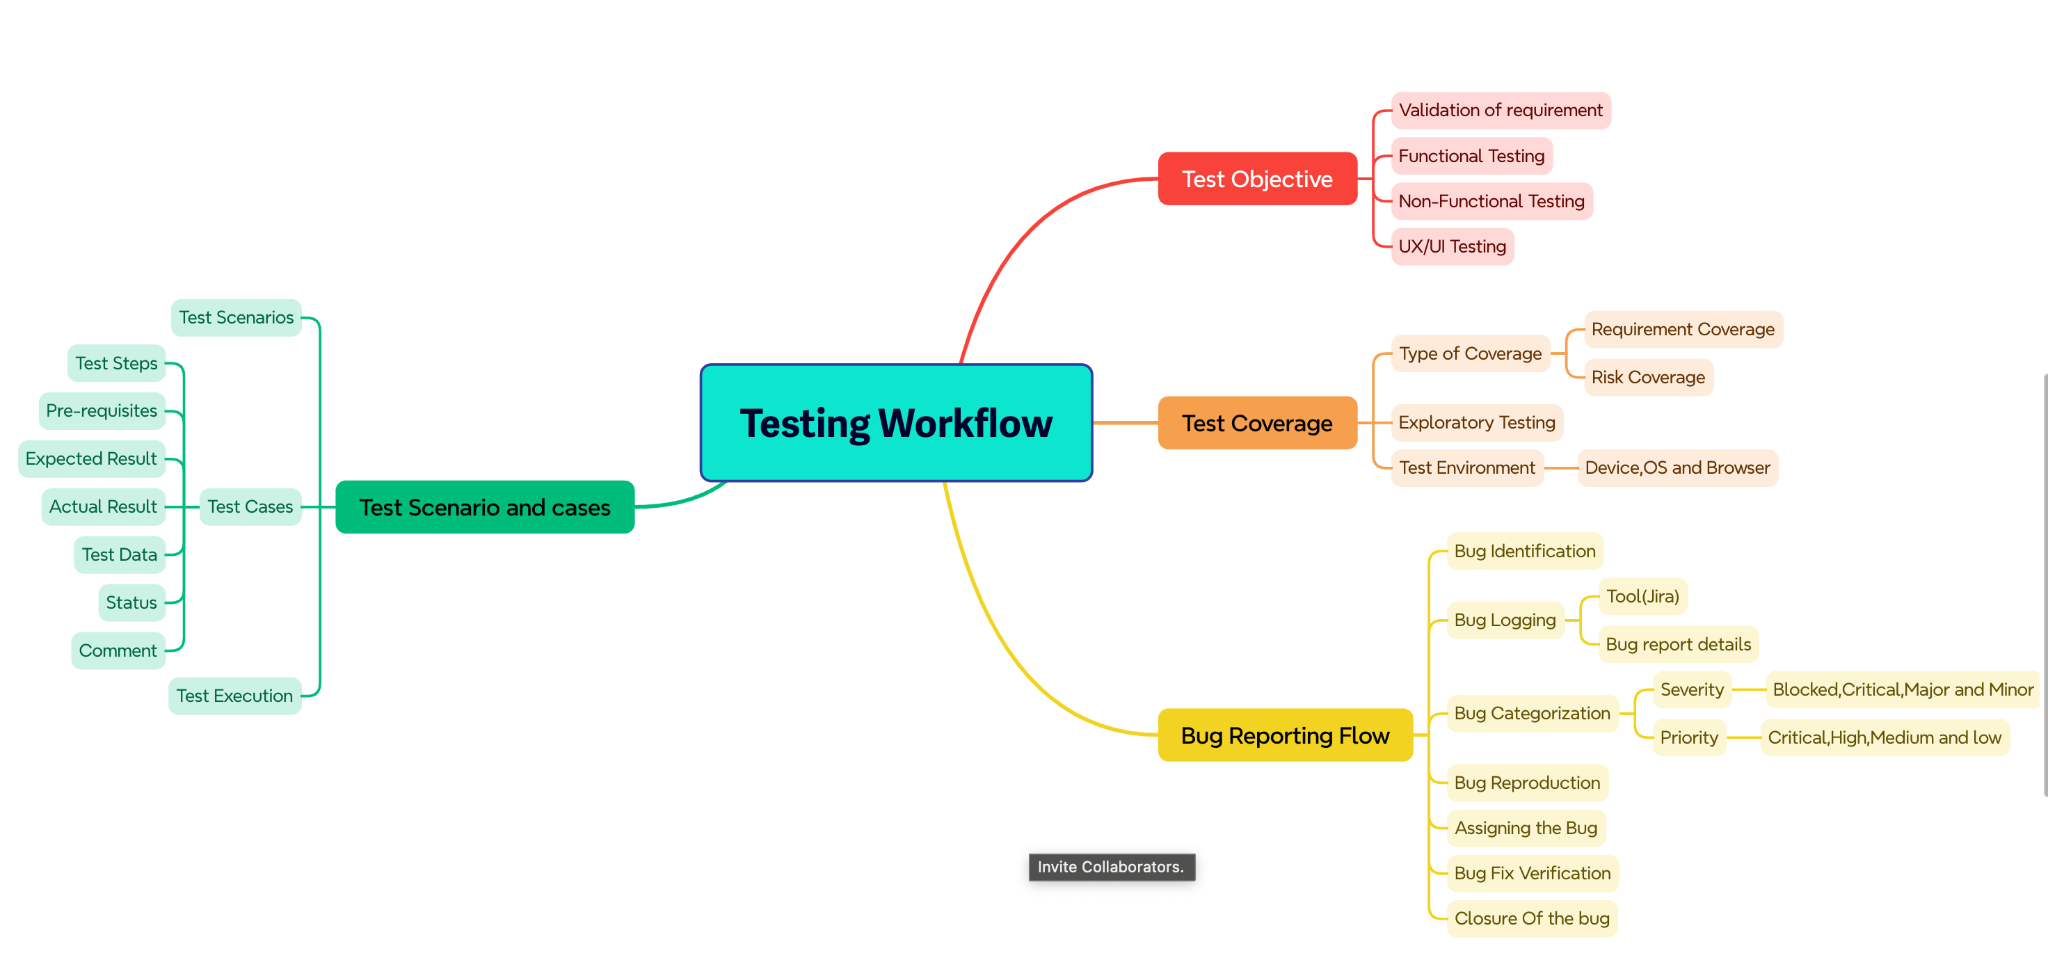 Testing Workflow
Test Objective
Validation of requirement
Functional Testing
Non-Functional Testing
UX/UI Testing
Test Coverage
Type of Coverage
Requirement Coverage
Risk Coverage
Exploratory Testing
Test Environment
Device,OS and Browser
Bug Reporting Flow
Bug Identification
Bug Logging
Tool(Jira)
Bug report details
Bug Categorization
Severity
Blocked,Critical,Major and Minor
Priority
Critical,High,Medium and low
Bug Reproduction
Assigning the Bug
Bug Fix Verification
Closure Of the bug
Test Scenario and cases
Test Scenarios
Test Cases
Test Steps
Pre-requisites
Expected Result
Actual Result
Test Data
Status
Comment
Test Execution
Invite Collaborators.